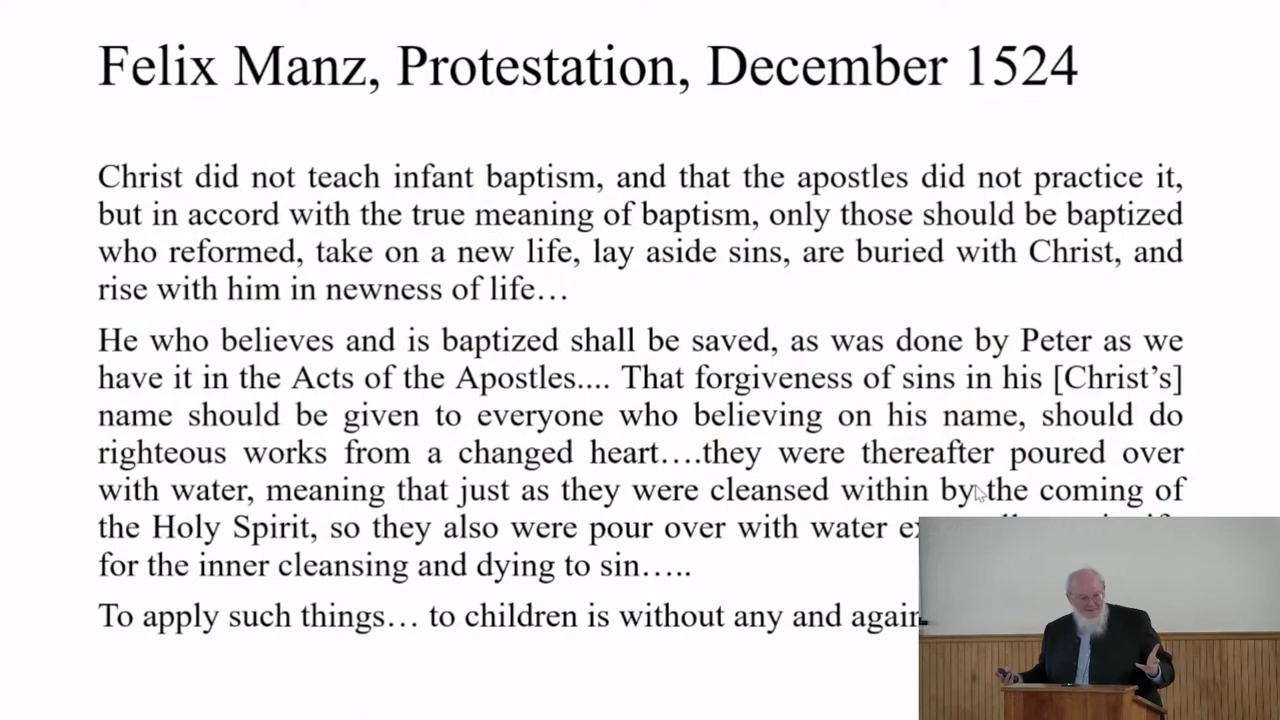 Felix Manz, Protestation, December 1524
Christ did not teach infant baptism, and that the apostles did not practice it,
but in accord with the true meaning of baptism, only those should be baptized
who reformed, take on a new life, lay aside sins, are buried with Christ, and
rise with him in newness of life…
He who believes and is baptized shall be saved, as was done by Peter as we
have it in the Acts of the Apostles.... That forgiveness of sins in his [Christ’s]
name should be given to everyone who believing on his name, should do
righteous works from a changed heart….they were thereafter poured over
with water, meaning that just as they were cleansed within by the coming of
the Holy Spirit, so they also were pour over with water
for the inner cleansing and dying to sin…..
To apply such things… to children is without any and